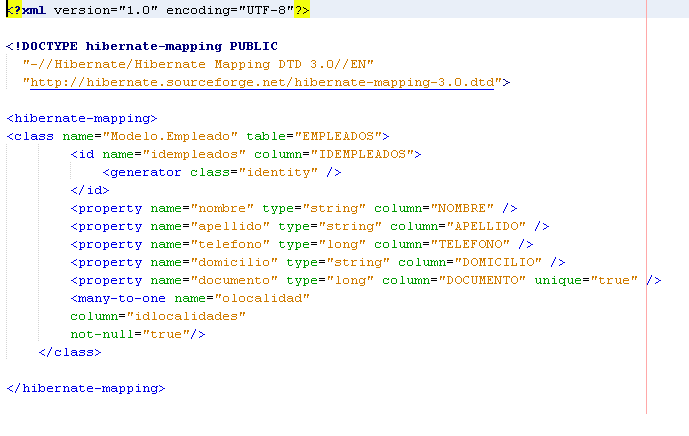 <?xml version="1.0" encoding="UTF-8"?>
<!DOCTYPE hibernate-mapping PUBLIC
"-//Hibernate/Hibernate Mapping DTD 3.0//EN"
"http://hibernate.sourceforge.net/hibernate-mapping-3.0.dtd">
<hibernate-mapping>
<class name="Modelo.Empleado" table="EMPLEADOS">
<id name="idempleados" column="IDEMPLEADOS">
<generator class="identity" />
</id>
<property name="nombre" type="string" column="NOMBRE" />
<property name="apellido" type="string" column="APELLIDO" />
<property name="telefono" type="long" column="TELEFONO" />
<property name="domicilio" type="string" column="DOMICILIO" />
<property name="documento" type="long" column="DOCUMENTO" unique="true" />
<many-to-one name="olocalidad"
column="idlocalidades"
not-null="true"/>
</class>
</hibernate-mapping>